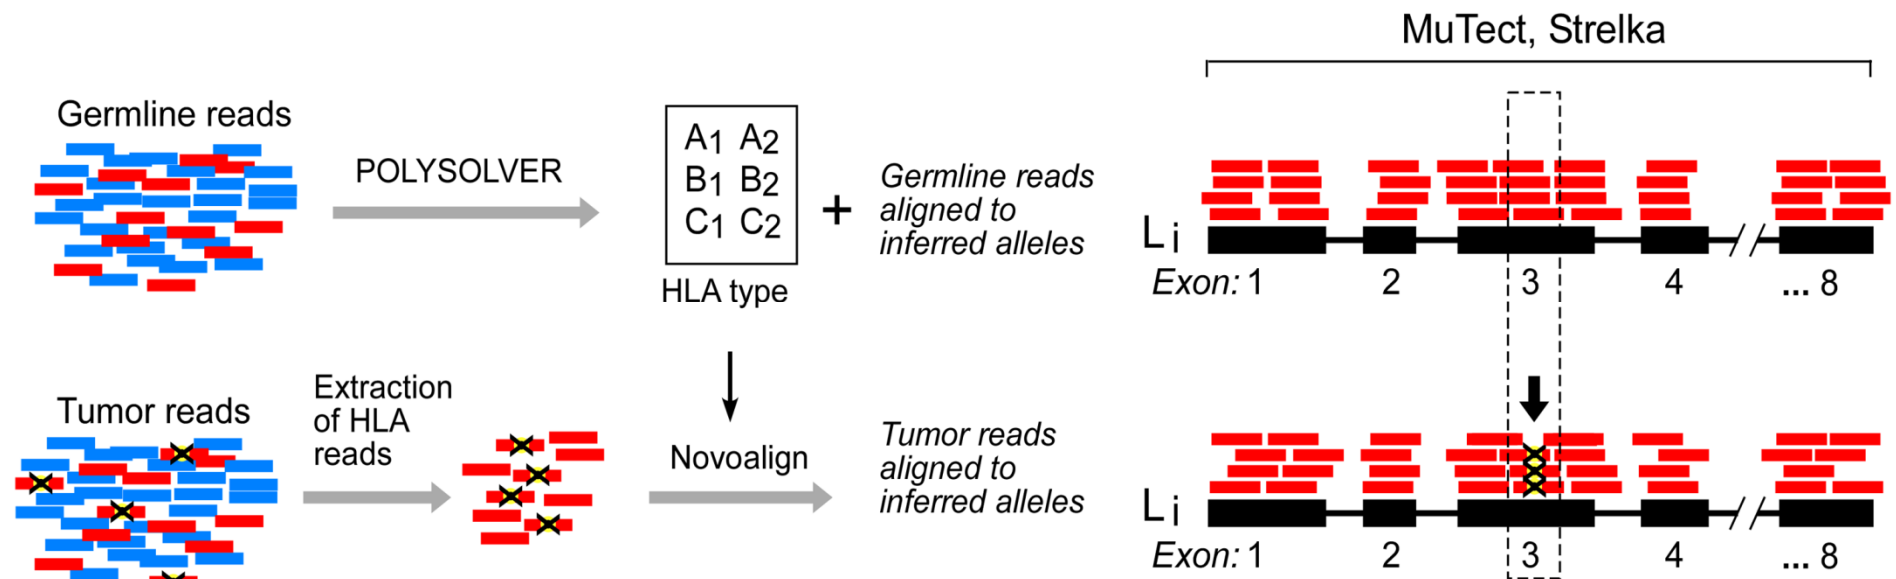 MuTect, Strelka
Germline reads
POLYSOLVER
A1 A2
B1 B2
C1 C2
HLA type
+
Germline reads
aligned to
inferred alleles
Li
Exon: 1 2 3 4 ... 8
Tumor reads
Extraction
of HLA
reads
Novoalign
Tumor reads
aligned to
inferred alleles
Li
Exon: 1 2 3 4 ... 8